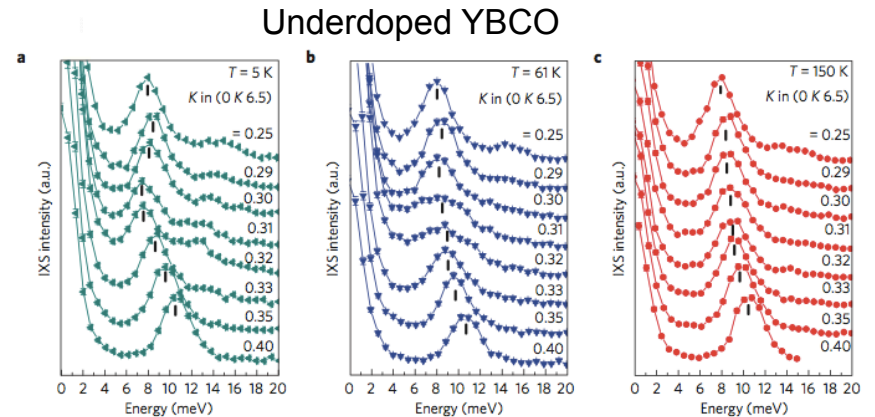 Underdoped YBCO
a
T = 5 K
K in (0 K 6.5)
= 0.25
0.29
0.30
0.31
0.32
0.33
0.35
0.40
IXS intensity (a.u.)
0 2 4 6 8 10 12 14 16 18 20
Energy (meV)
b
T = 61 K
K in (0 K 6.5)
= 0.25
0.29
0.30
0.31
0.32
0.33
0.35
0.40
IXS intensity (a.u.)
0 2 4 6 8 10 12 14 16 18 20
Energy (meV)
c
T = 150 K
K in (0 K 6.5)
= 0.25
0.29
0.30
0.31
0.32
0.33
0.35
0.40
IXS intensity (a.u.)
0 2 4 6 8 10 12 14 16 18 20
Energy (meV)